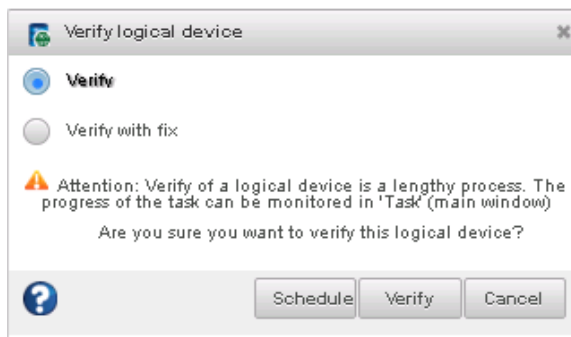 Verify logical device
Verify
Verify with fix
Attention: Verify of a logical device is a lengthy process. The
progress of the task can be monitored in 'Task' (main window)
Are you sure you want to verify this logical device?
? Schedule Verify Cancel